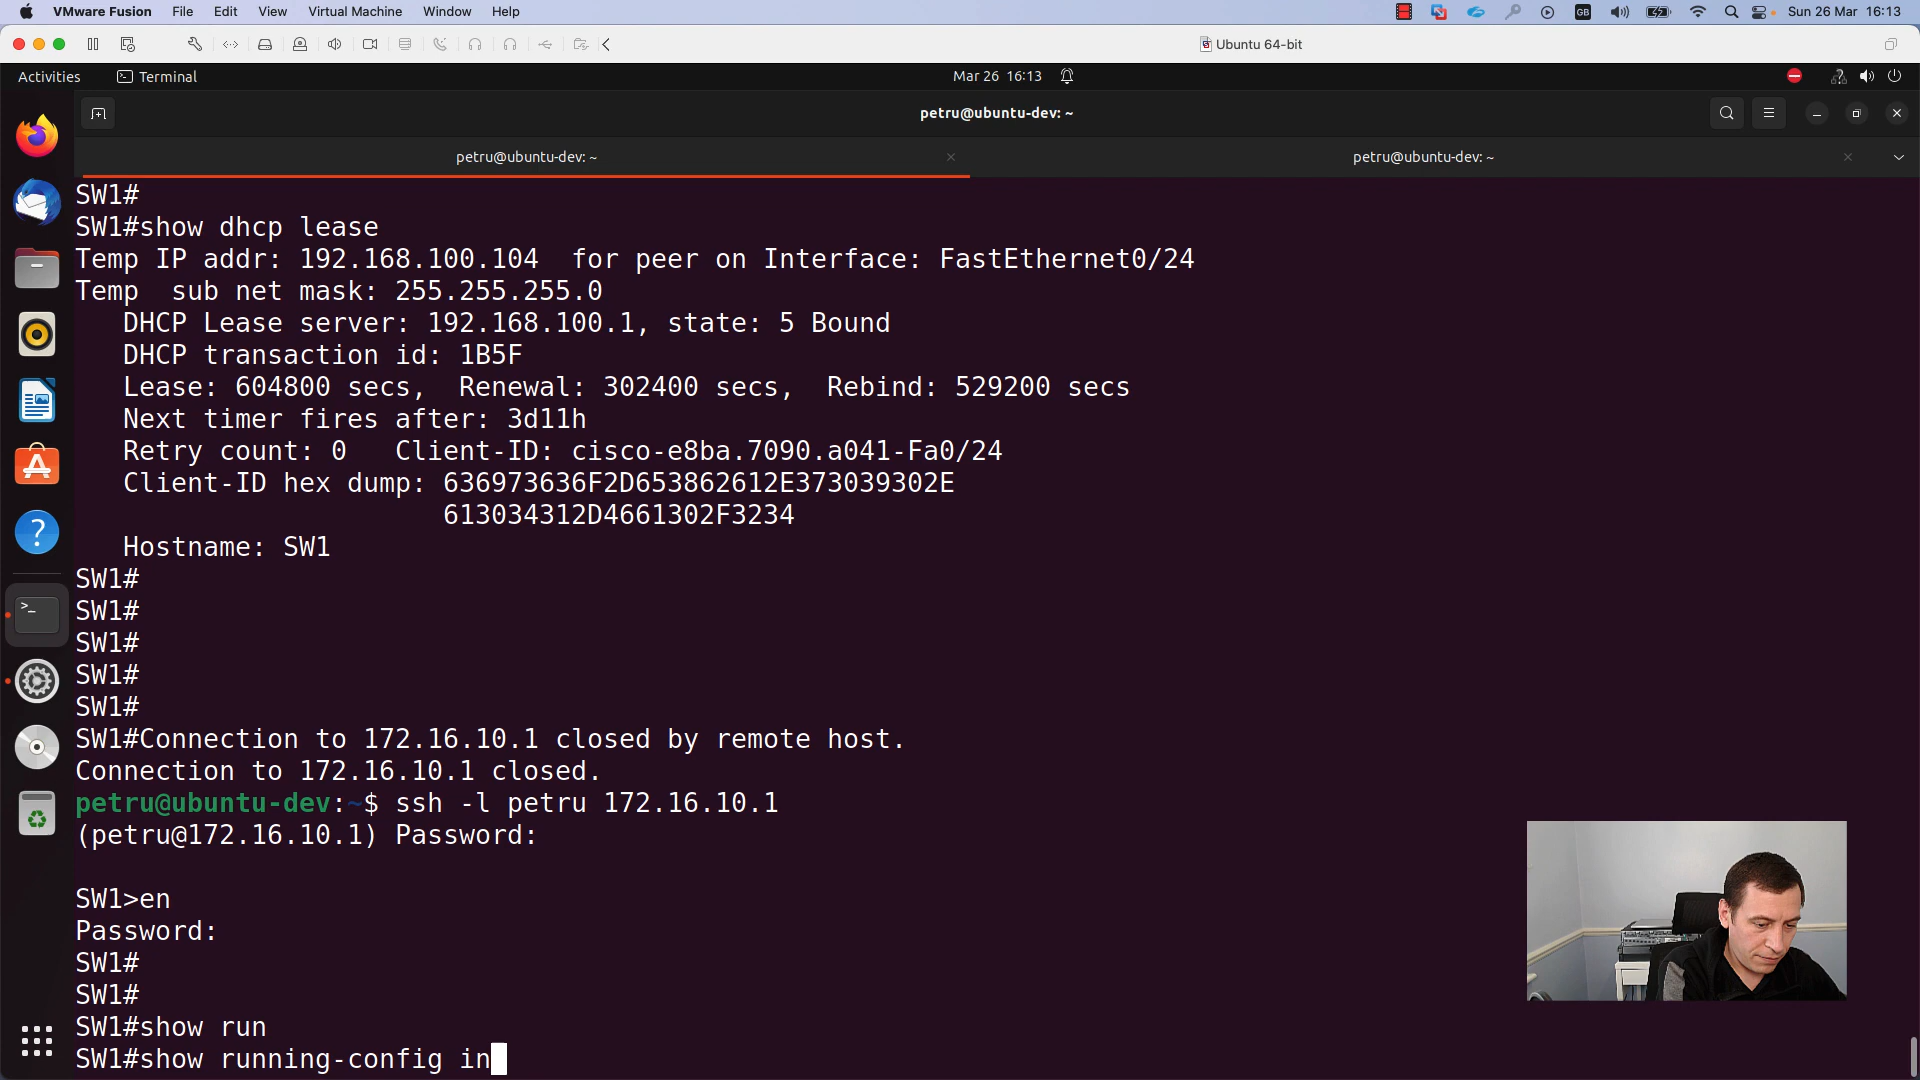 VMware Fusion File Edit View Virtual Machine Window Help GB Sun 26 Mar 16:13
Ubuntu 64-bit
Activities Terminal Mar 26 16:13
petru@ubuntu-dev: ~
petru@ubuntu-dev: ~ petru@ubuntu-dev: ~
SW1#
SW1#show dhcp lease
Temp IP addr: 192.168.100.104  for peer on Interface: FastEthernet0/24
Temp  sub net mask: 255.255.255.0
   DHCP Lease server: 192.168.100.1, state: 5 Bound
   DHCP transaction id: 1B5F
   Lease: 604800 secs,  Renewal: 302400 secs,  Rebind: 529200 secs
   Next timer fires after: 3d11h
   Retry count: 0   Client-ID: cisco-e8ba.7090.a041-Fa0/24
   Client-ID hex dump: 636973636F2D653862612E373039302E
                       613034312D4661302F3234
   Hostname: SW1
SW1#
SW1#
SW1#
SW1#
SW1#
SW1#Connection to 172.16.10.1 closed by remote host.
Connection to 172.16.10.1 closed.
petru@ubuntu-dev:~$ ssh -l petru 172.16.10.1
(petru@172.16.10.1) Password:
SW1>en
Password:
SW1#
SW1#
SW1#show run
SW1#show running-config in